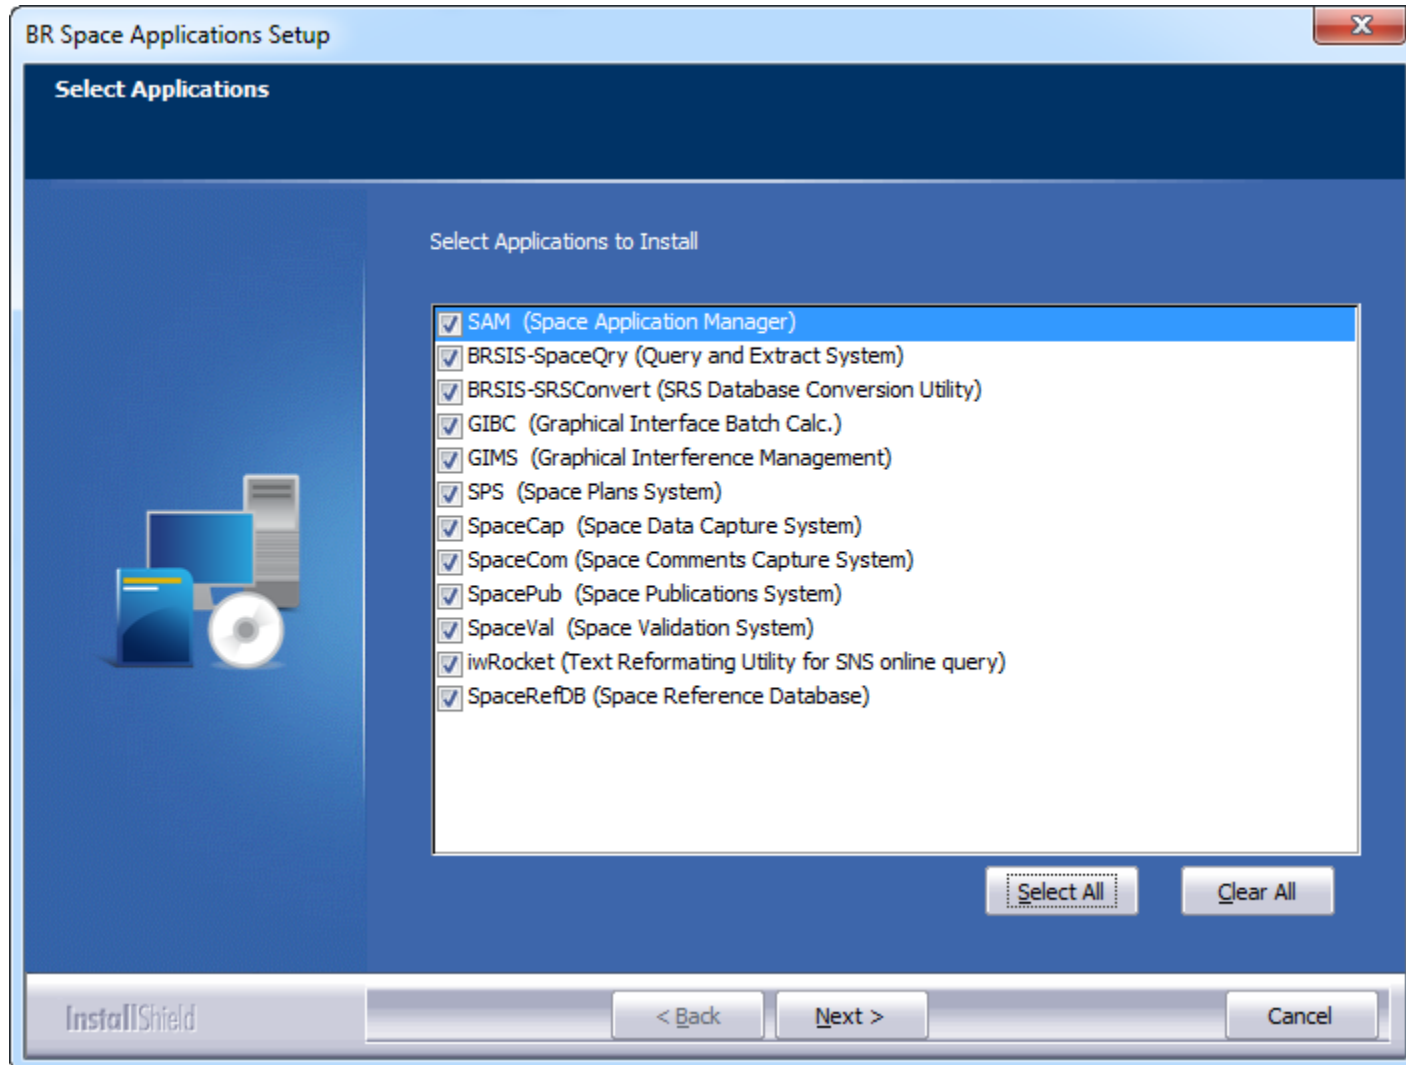 BR Space Applications Setup
Select Applications
Select Applications to Install
SAM (Space Application Manager)
BRSIS-SpaceQry (Query and Extract System)
BRSIS-SRSConvert (SRS Database Conversion Utility)
GIBC (Graphical Interface Batch Calc.)
GIMS (Graphical Interference Management)
SPS (Space Plans System)
SpaceCap (Space Data Capture System)
SpaceCom (Space Comments Capture System)
SpacePub (Space Publications System)
SpaceVal (Space Validation System)
iwRocket (Text Reformating Utility for SNS online query)
SpaceRefDB (Space Reference Database)
Select All Clear All
InstallShield < Back Next > Cancel